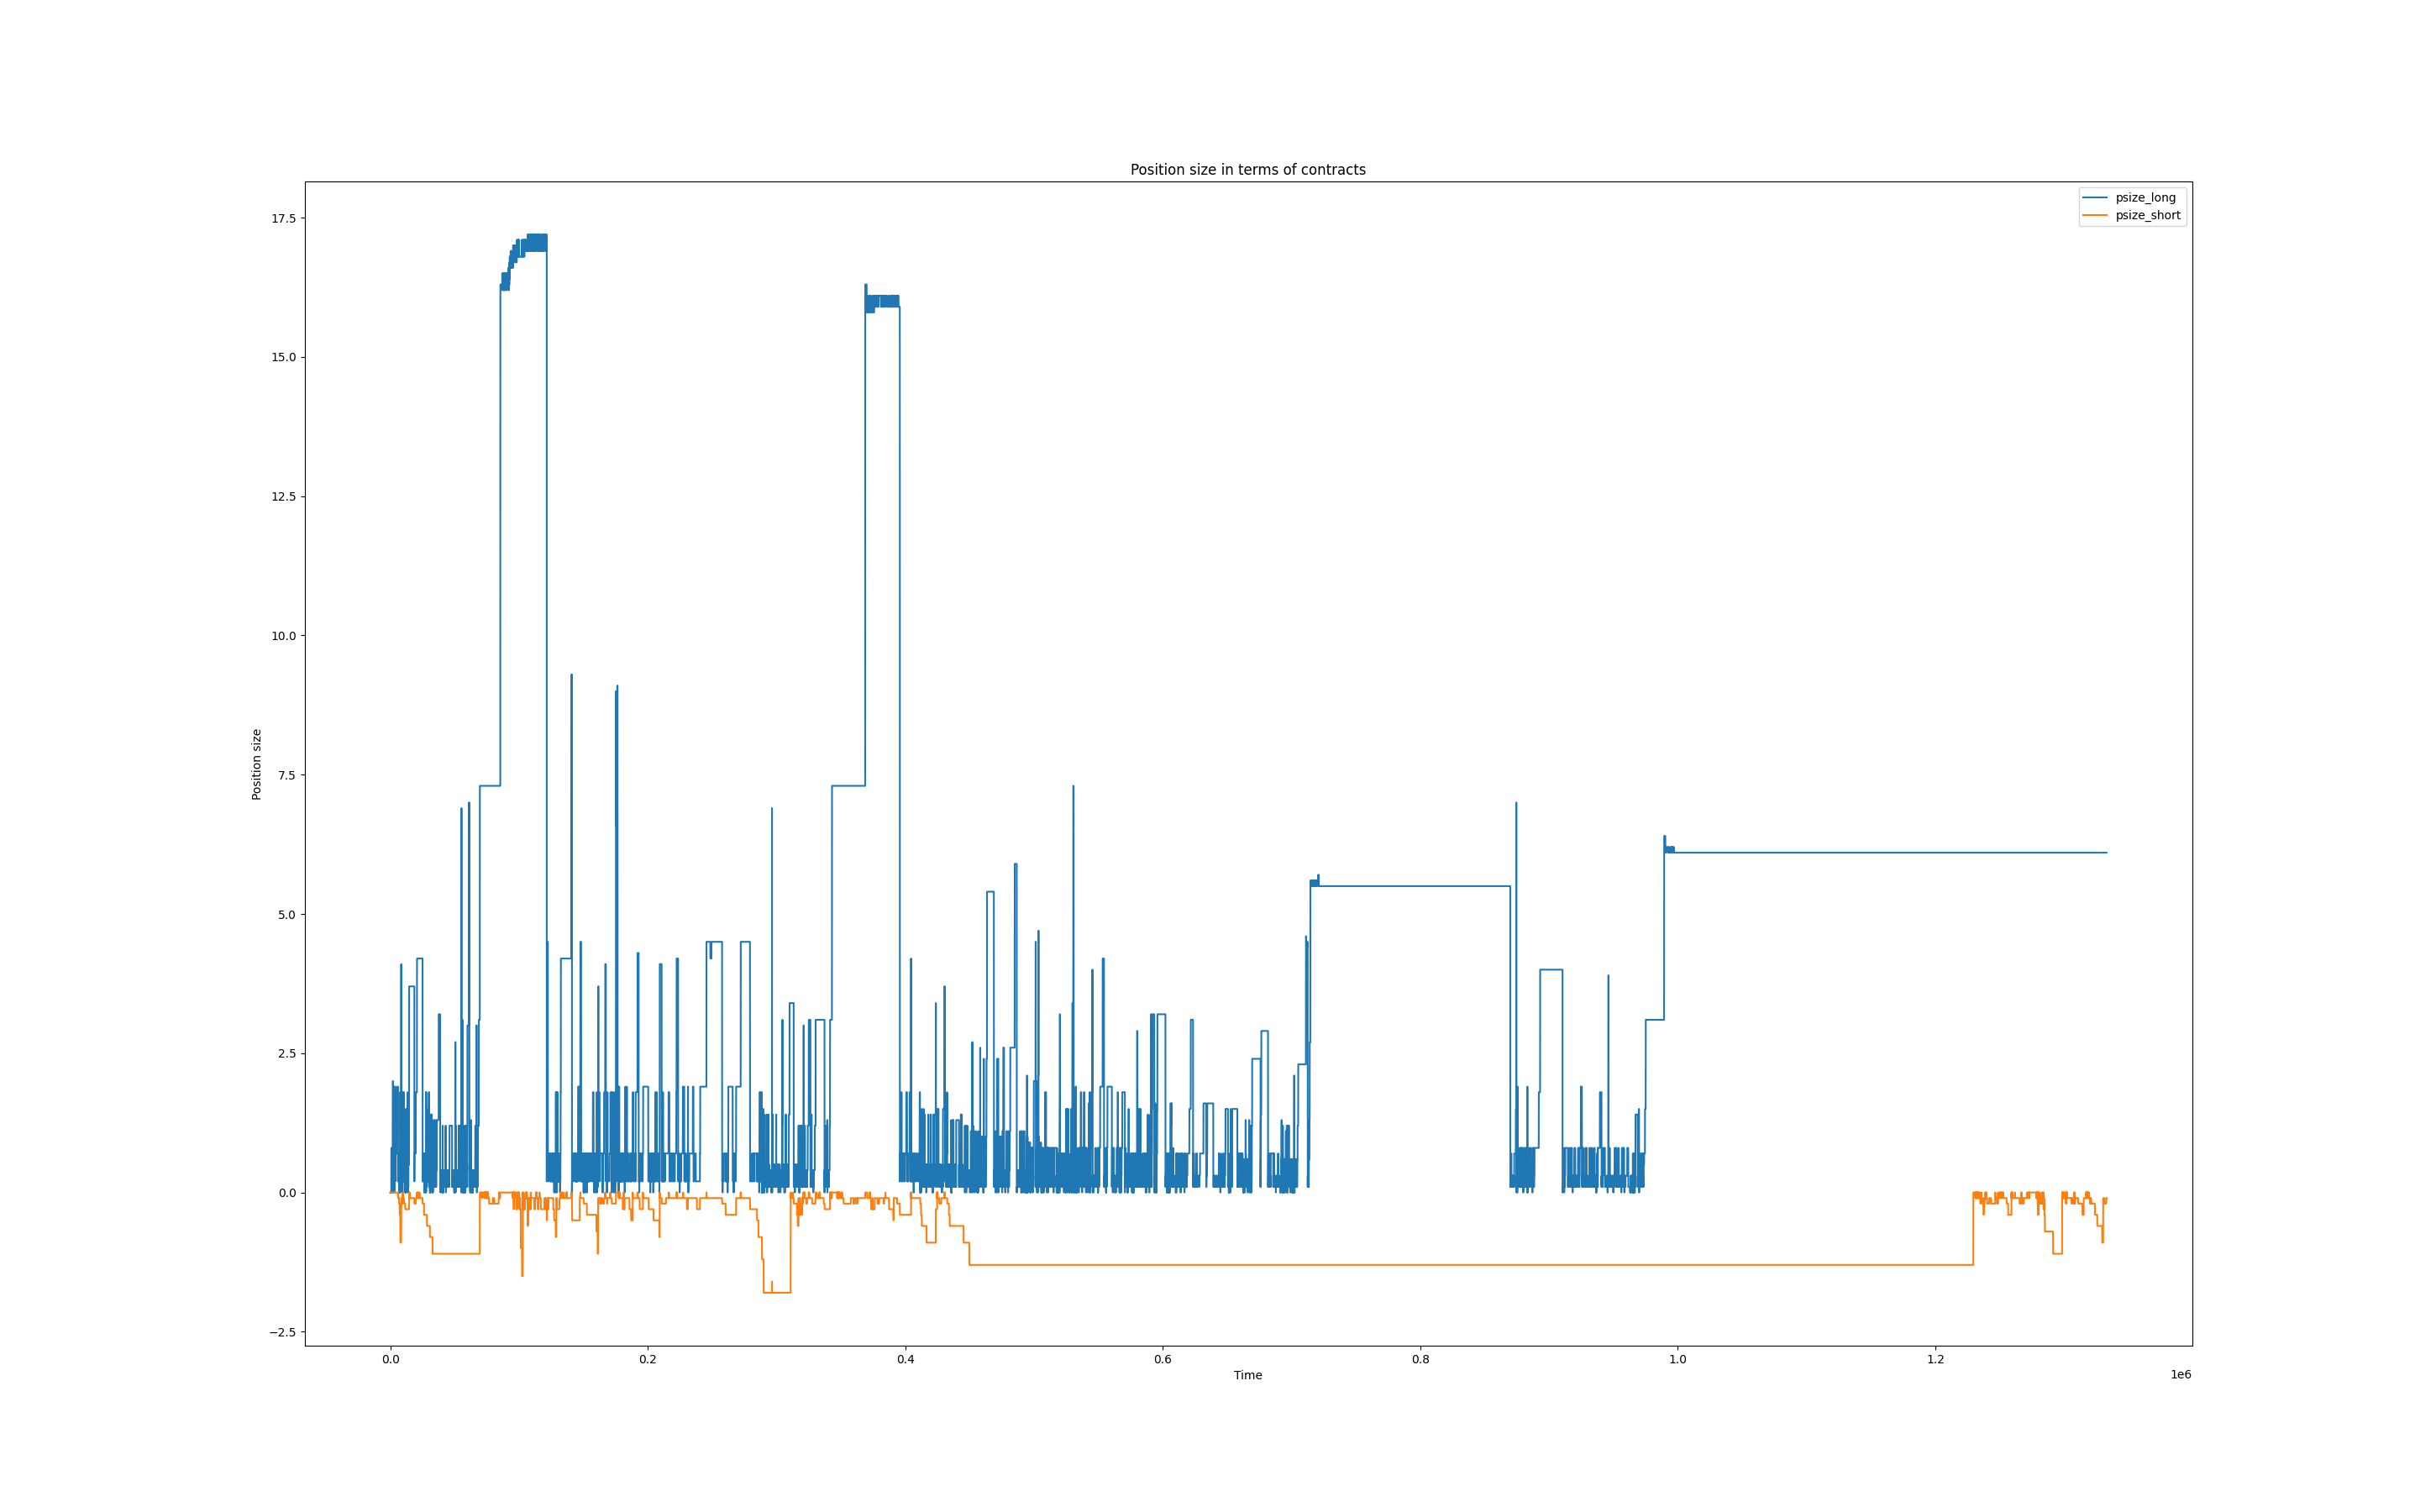 Position size in terms of contracts
psize_long
psize_short
17.5
15.0
12.5
10.0
7.5
5.0
2.5
0.0
−2.5
Position size
0.0 0.2 0.4 0.6 0.8 1.0 1.2
Time
1e6